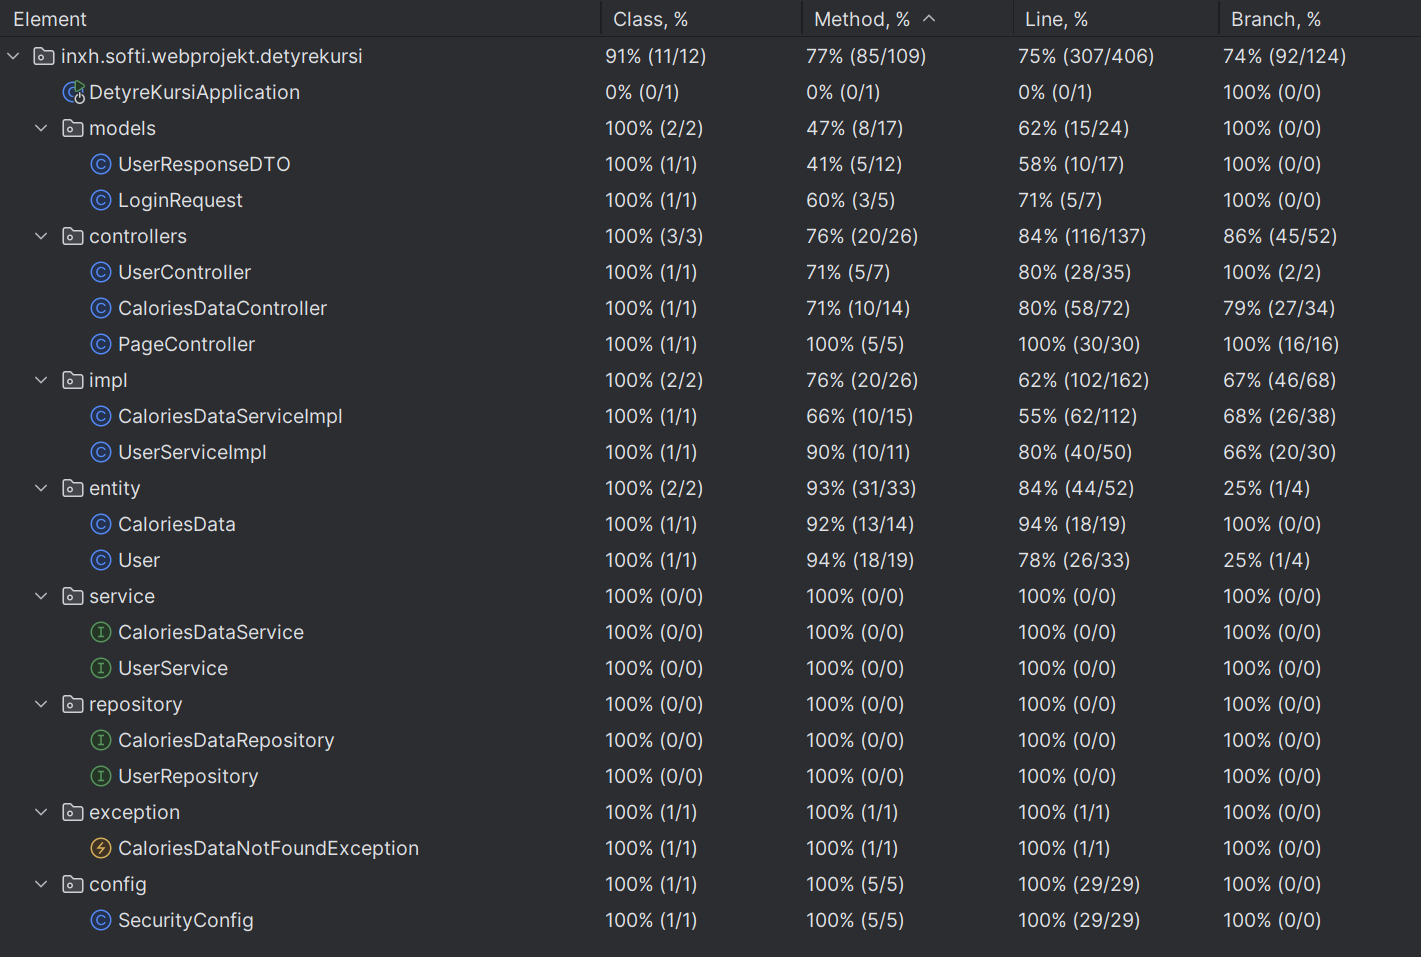 Element Class, % Method, % Line, % Branch, %
inxh.softi.webprojekt.detyrekursi 91% (11/12) 77% (85/109) 75% (307/406) 74% (92/124)
DetyreKursiApplication 0% (0/1) 0% (0/1) 0% (0/1) 100% (0/0)
models 100% (2/2) 47% (8/17) 62% (15/24) 100% (0/0)
UserResponseDTO 100% (1/1) 41% (5/12) 58% (10/17) 100% (0/0)
LoginRequest 100% (1/1) 60% (3/5) 71% (5/7) 100% (0/0)
controllers 100% (3/3) 76% (20/26) 84% (116/137) 86% (45/52)
UserController 100% (1/1) 71% (5/7) 80% (28/35) 100% (2/2)
CaloriesDataController 100% (1/1) 71% (10/14) 80% (58/72) 79% (27/34)
PageController 100% (1/1) 100% (5/5) 100% (30/30) 100% (16/16)
impl 100% (2/2) 76% (20/26) 62% (102/162) 67% (46/68)
CaloriesDataServiceImpl 100% (1/1) 66% (10/15) 55% (62/112) 68% (26/38)
UserServiceImpl 100% (1/1) 90% (10/11) 80% (40/50) 66% (20/30)
entity 100% (2/2) 93% (31/33) 84% (44/52) 25% (1/4)
CaloriesData 100% (1/1) 92% (13/14) 94% (18/19) 100% (0/0)
User 100% (1/1) 94% (18/19) 78% (26/33) 25% (1/4)
service 100% (0/0) 100% (0/0) 100% (0/0) 100% (0/0)
CaloriesDataService 100% (0/0) 100% (0/0) 100% (0/0) 100% (0/0)
UserService 100% (0/0) 100% (0/0) 100% (0/0) 100% (0/0)
repository 100% (0/0) 100% (0/0) 100% (0/0) 100% (0/0)
CaloriesDataRepository 100% (0/0) 100% (0/0) 100% (0/0) 100% (0/0)
UserRepository 100% (0/0) 100% (0/0) 100% (0/0) 100% (0/0)
exception 100% (1/1) 100% (1/1) 100% (1/1) 100% (0/0)
CaloriesDataNotFoundException 100% (1/1) 100% (1/1) 100% (1/1) 100% (0/0)
config 100% (1/1) 100% (5/5) 100% (29/29) 100% (0/0)
SecurityConfig 100% (1/1) 100% (5/5) 100% (29/29) 100% (0/0)